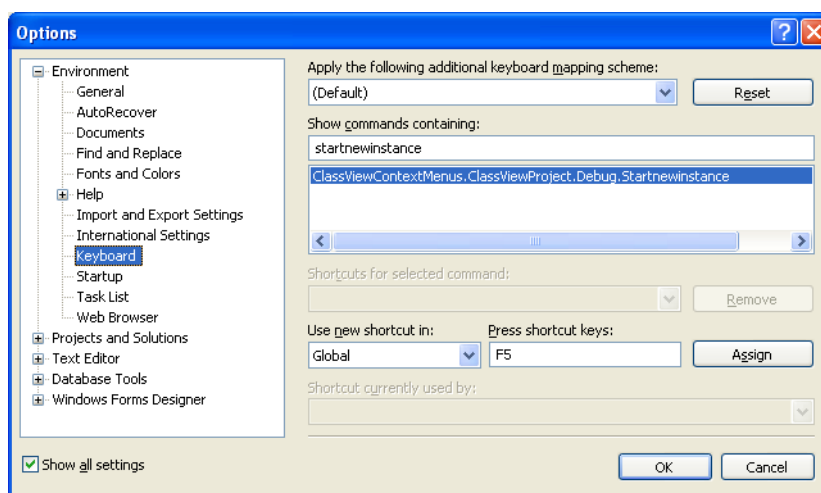 Options
Environment
General
AutoRecover
Documents
Find and Replace
Fonts and Colors
Help
Import and Export Settings
International Settings
Keyboard
Startup
Task List
Web Browser
Projects and Solutions
Text Editor
Database Tools
Windows Forms Designer
Show all settings
Apply the following additional keyboard mapping scheme:
(Default)
Reset
Show commands containing:
startnewinstance
ClassViewContextMenus.ClassViewProject.Debug.Startnewinstance
Shortcuts for selected command:
Remove
Use new shortcut in:
Press shortcut keys:
Global
F5
Assign
Shortcut currently used by:
OK
Cancel